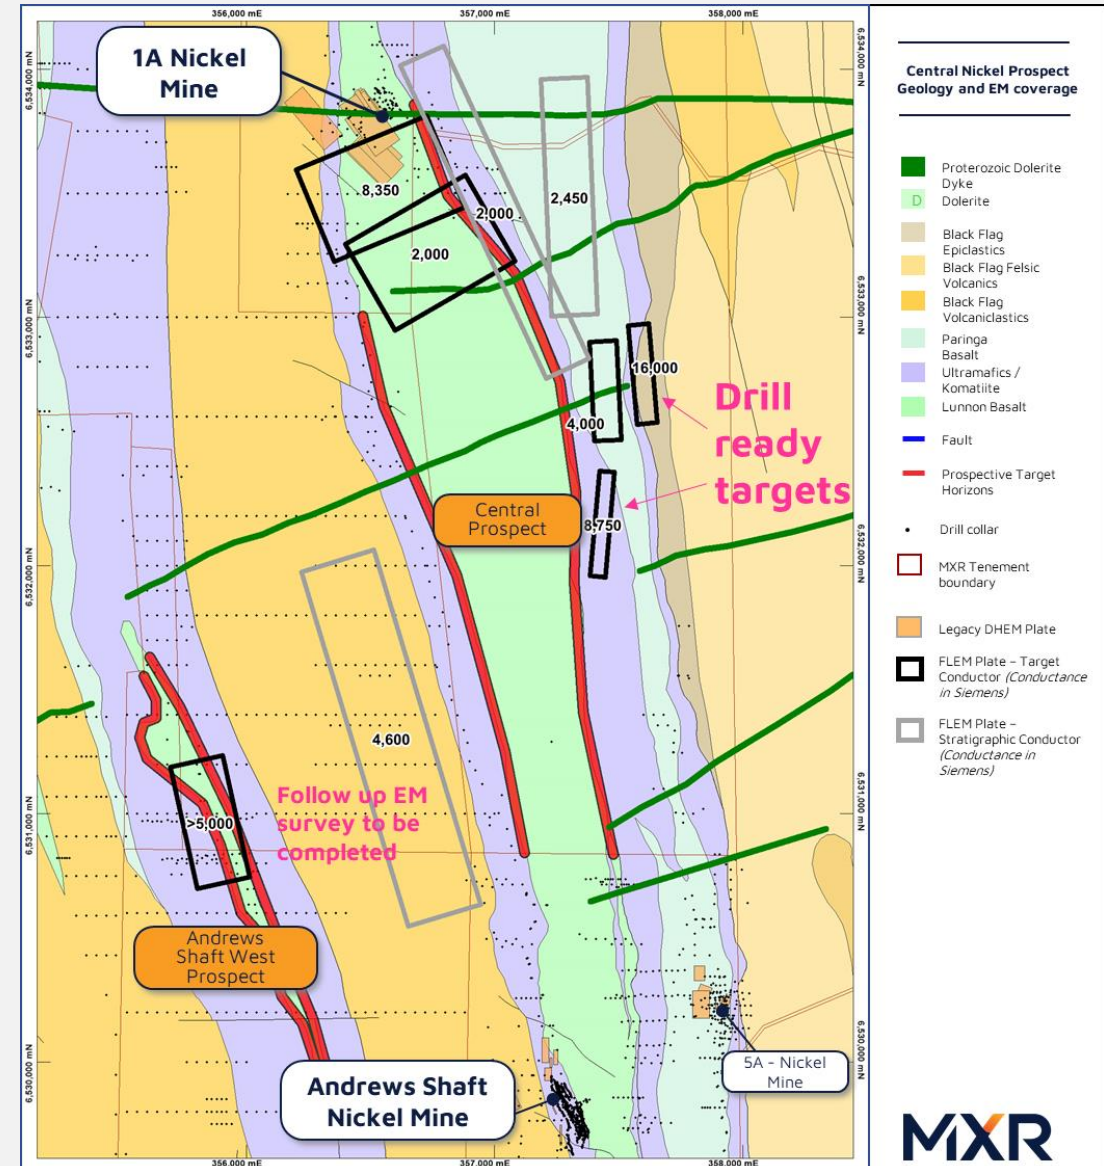 356,000 mE
357,000 mE
358,000 mE
6,534,000 mN
6,534,000 mN
1A Nickel
Mine
8,350
2,000
2,000
2,450
6,533,000 mN
6,533,000 mN
16,000
4,000
Drill
ready
targets
Central
Prospect
8,750
6,532,000 mN
6,532,000 mN
4,600
Follow up EM
survey to be
completed
>5,000
6,531,000 mN
6,531,000 mN
Andrews
Shaft West
Prospect
6,530,000 mN
6,530,000 mN
Andrews Shaft
Nickel Mine
5A - Nickel
Mine
356,000 mE
357,000 mE
358,000 mE
Central Nickel Prospect
Geology and EM coverage
Proterozoic Dolerite
Dyke
D
Dolerite
Black Flag
Epiclastics
Black Flag Felsic
Volcanics
Black Flag
Volcaniclastics
Paringa
Basalt
Ultramafics /
Komatiite
Lunnon Basalt
Fault
Prospective Target
Horizons
Drill collar
MXR Tenement
boundary
Legacy DHEM Plate
FLEM Plate – Target
Conductor (Conductance
in Siemens)
FLEM Plate –
Stratigraphic Conductor
(Conductance in
Siemens)
MXR